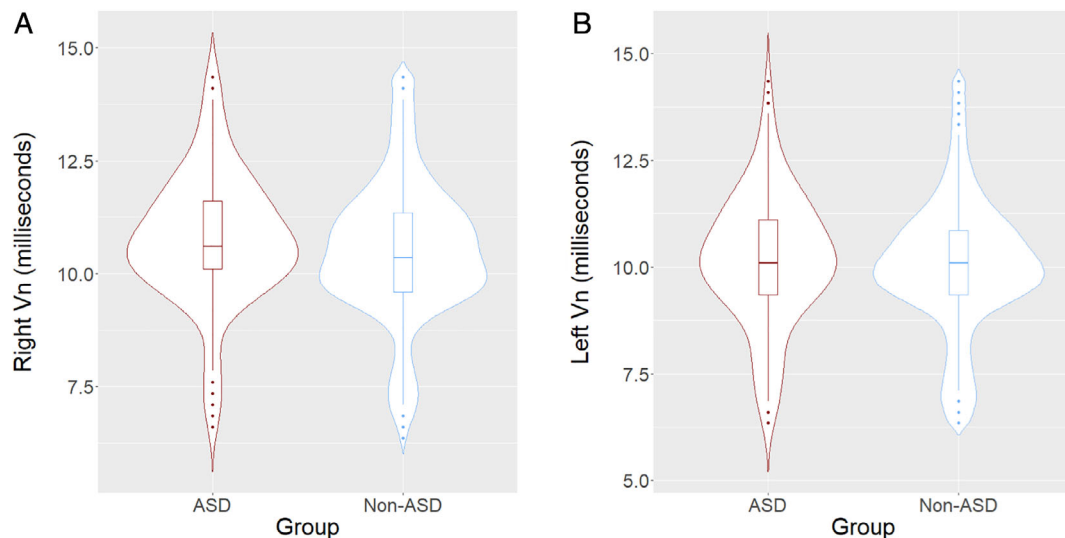 A
Right Vn (milliseconds)
15.0
12.5
10.0
7.5
ASD
Non-ASD
Group
B
Left Vn (milliseconds)
15.0
12.5
10.0
7.5
5.0
ASD
Non-ASD
Group